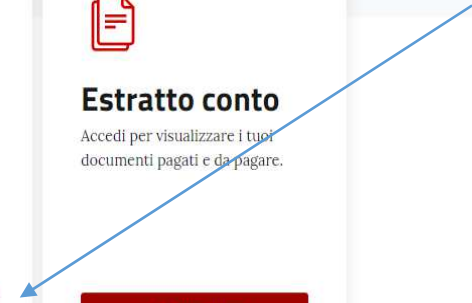 Estratto conto
Accedi per visualizzare i tuoi
documenti pagati e da pagare.